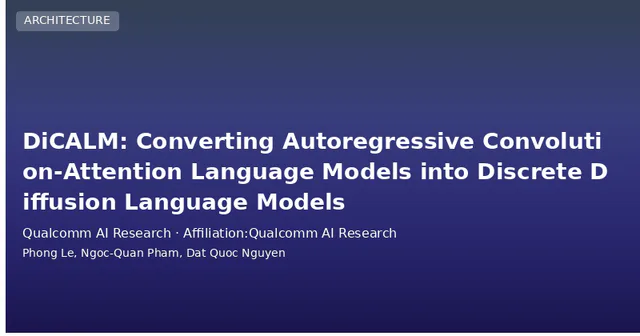 ARCHITECTURE
DiCALM: Converting Autoregressive Convoluti
on-Attention Language Models into Discrete D
iffusion Language Models
Qualcomm AI Research · Affiliation:Qualcomm AI Research
Phong Le, Ngoc-Quan Pham, Dat Quoc Nguyen